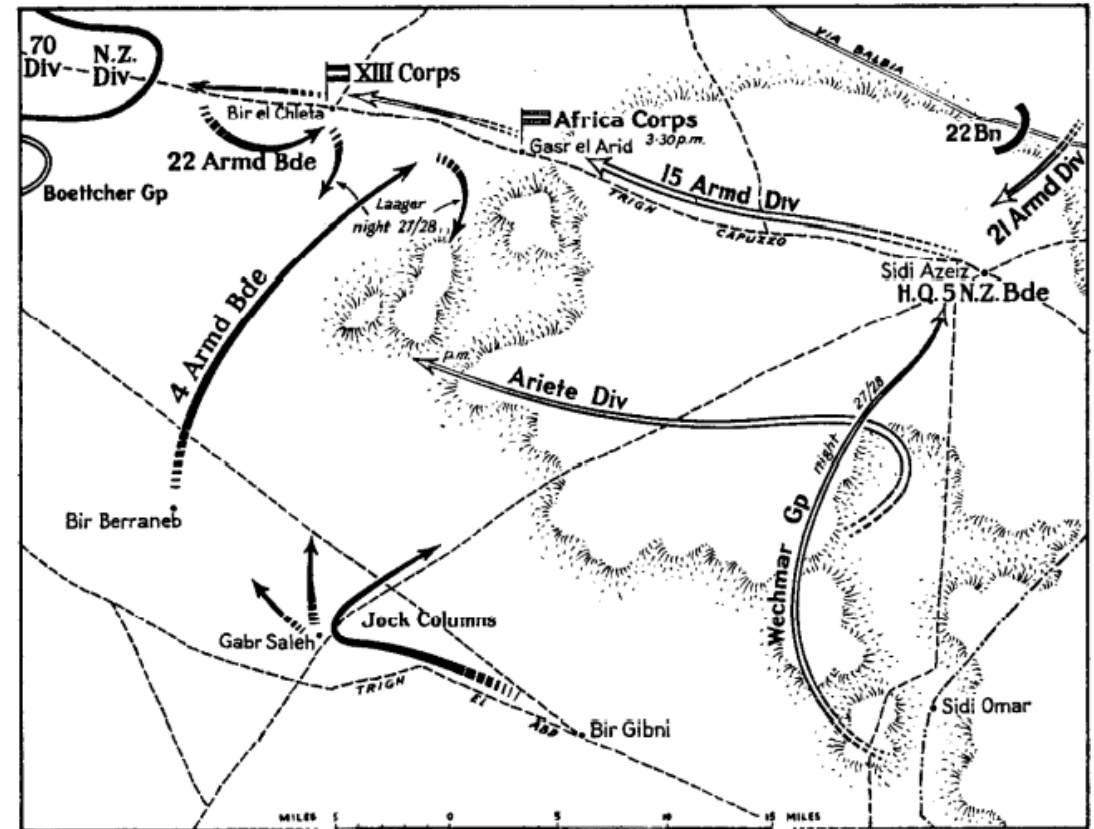 70
Div
N.Z.
Div
XIII Corps
VIA BALBIA
Bir el Chleta
Africa Corps
22 Bn
Gasr el Arid
3·30p.m.
22 Armd Bde
15 Armd Div
21 Armd Div
Boettcher Gp
Laager
night 27/28
TRIGH
CAPUZZO
Sidi Azeiz
H.Q. 5 N.Z. Bde
4 Armd Bde
p.m.
Ariete Div
night 27/28
Wechmar Gp
Bir Berraneb
Jock Columns
Gabr Saleh
TRIGH
EL
ABD
Bir Gibni
Sidi Omar
MILES 5 0 5 10 15 MILES